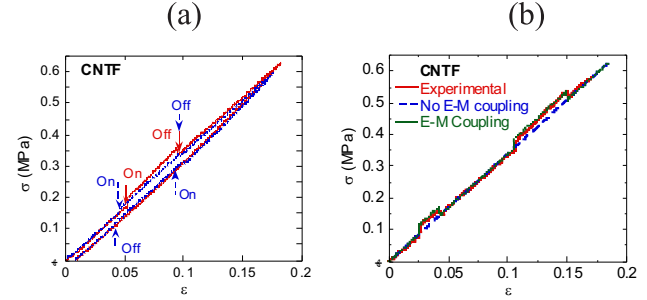 (a)
CNTF
0.6
0.5
0.4
0.3
0.2
0.1
σ (MPa)
Off
Off
On
On
On
Off
0
0.05
0.1
0.15
0.2
ε
(b)
CNTF
Experimental
No E-M coupling
E-M Coupling
0.6
0.5
0.4
0.3
0.2
0.1
σ (MPa)
0
0.05
0.1
0.15
0.2
ε